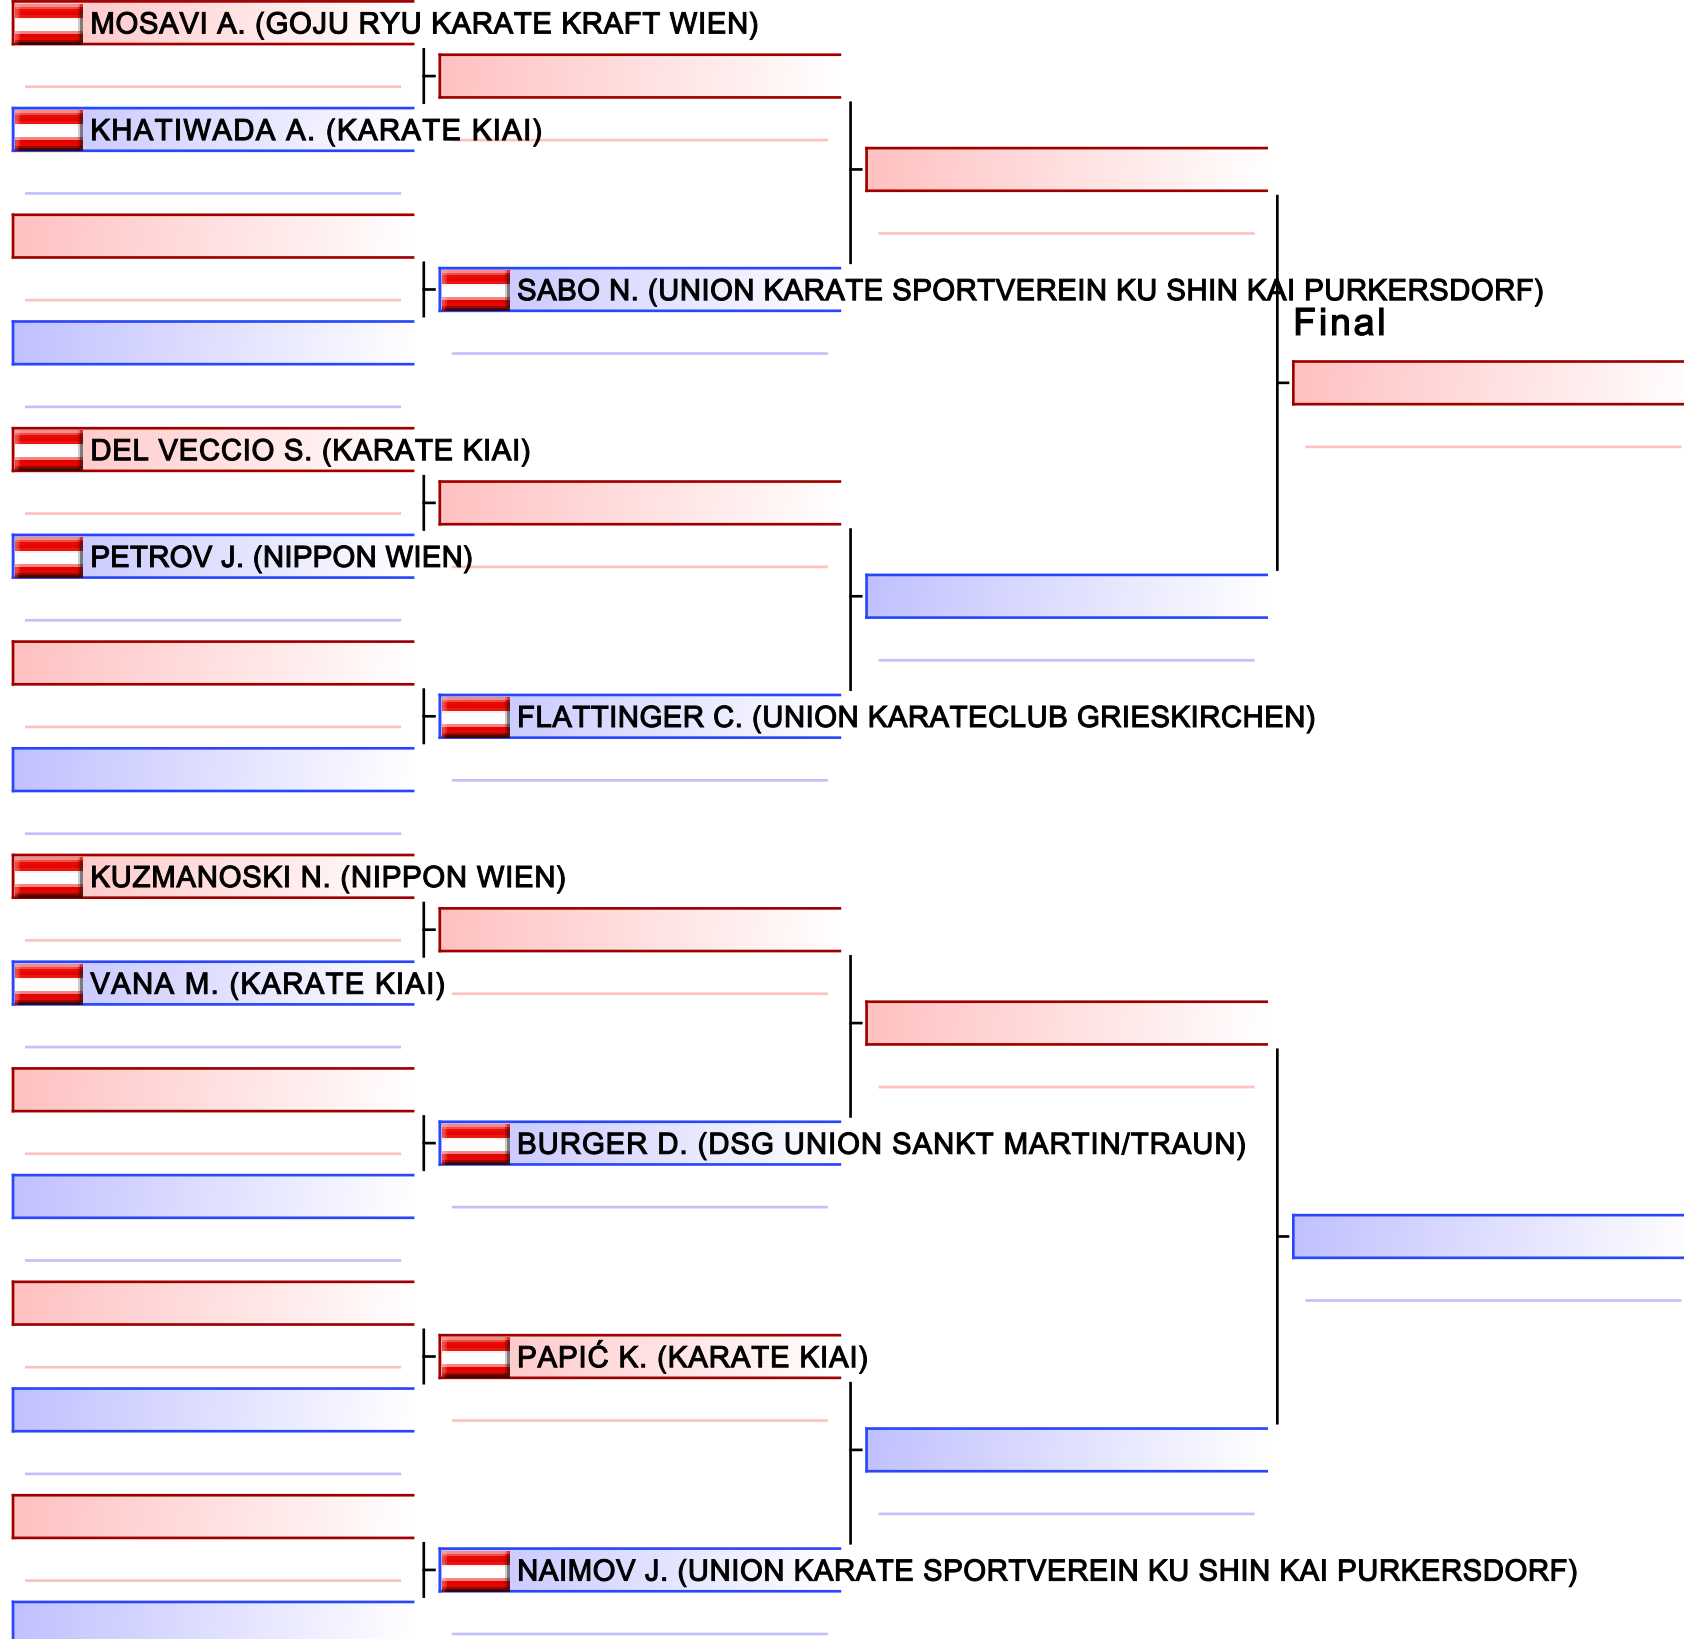 MOSAVI A. (GOJU RYU KARATE KRAFT WIEN)
KHATIWADA A. (KARATE KIAI)
SABO N. (UNION KARATE SPORTVEREIN KU SHIN KAI PURKERSDORF)
Final
DEL VECCIO S. (KARATE KIAI)
PETROV J. (NIPPON WIEN)
FLATTINGER C. (UNION KARATECLUB GRIESKIRCHEN)
KUZMANOSKI N. (NIPPON WIEN)
VANA M. (KARATE KIAI)
BURGER D. (DSG UNION SANKT MARTIN/TRAUN)
PAPIĆ K. (KARATE KIAI)
NAIMOV J. (UNION KARATE SPORTVEREIN KU SHIN KAI PURKERSDORF)